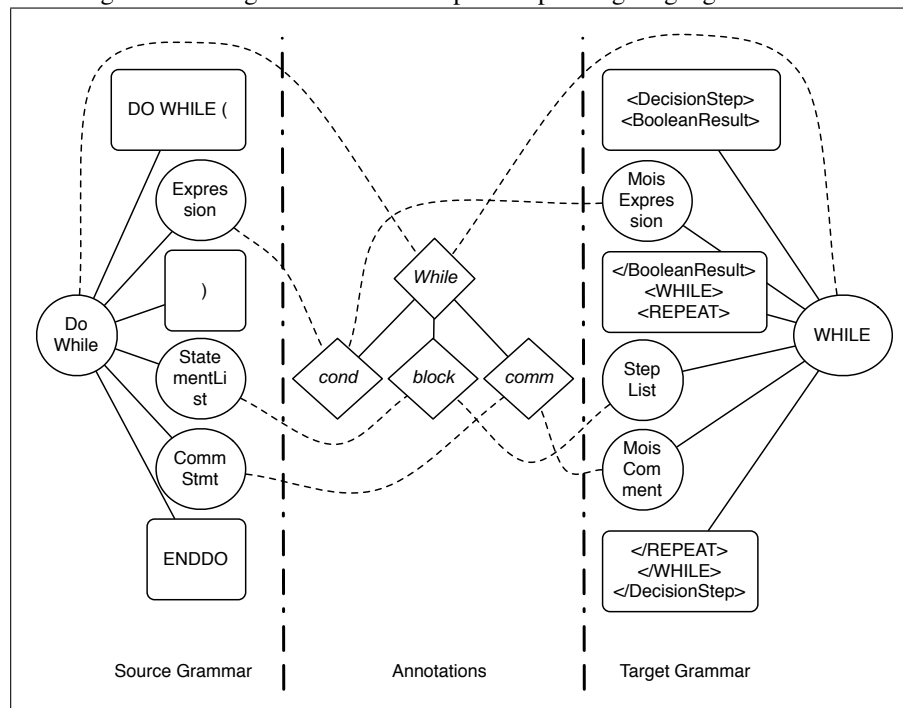 DO WHILE (
Expres
sion
)
Do
While
State
mentLi
st
Comm
Stmt
ENDDO
Source Grammar
While
cond
block
comm
Annotations
<DecisionStep>
<BooleanResult>
Mois
Expres
sion
</BooleanResult>
<WHILE>
<REPEAT>
WHILE
Step
List
Mois
Com
ment
</REPEAT>
</WHILE>
</DecisionStep>
Target Grammar